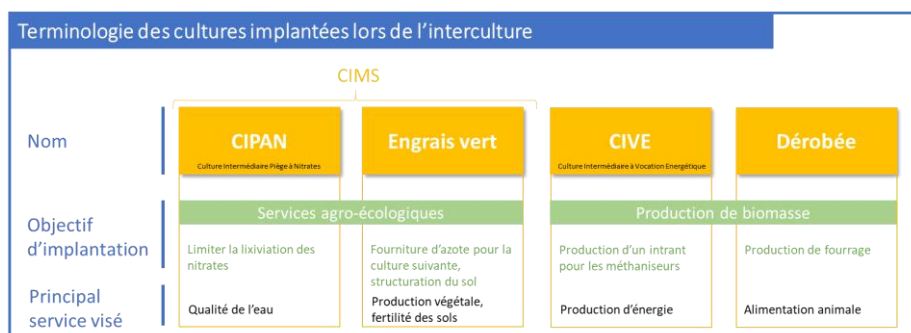 Terminologie des cultures implantées lors de l'interculture
CIMS
Nom
CIPAN
Culture Intermédiaire Piège à Nitrates
Engrais vert
CIVE
Culture Intermédiaire à Vocation Energétique
Dérobée
Objectif
d'implantation
Services agro-écologiques
Production de biomasse
Limiter la lixiviation des
nitrates
Fourniture d'azote pour la
culture suivante,
structuration du sol
Production d'un intrant
pour les méthaniseurs
Production de fourrage
Principal
service visé
Qualité de l'eau
Production végétale,
fertilité des sols
Production d'énergie
Alimentation animale